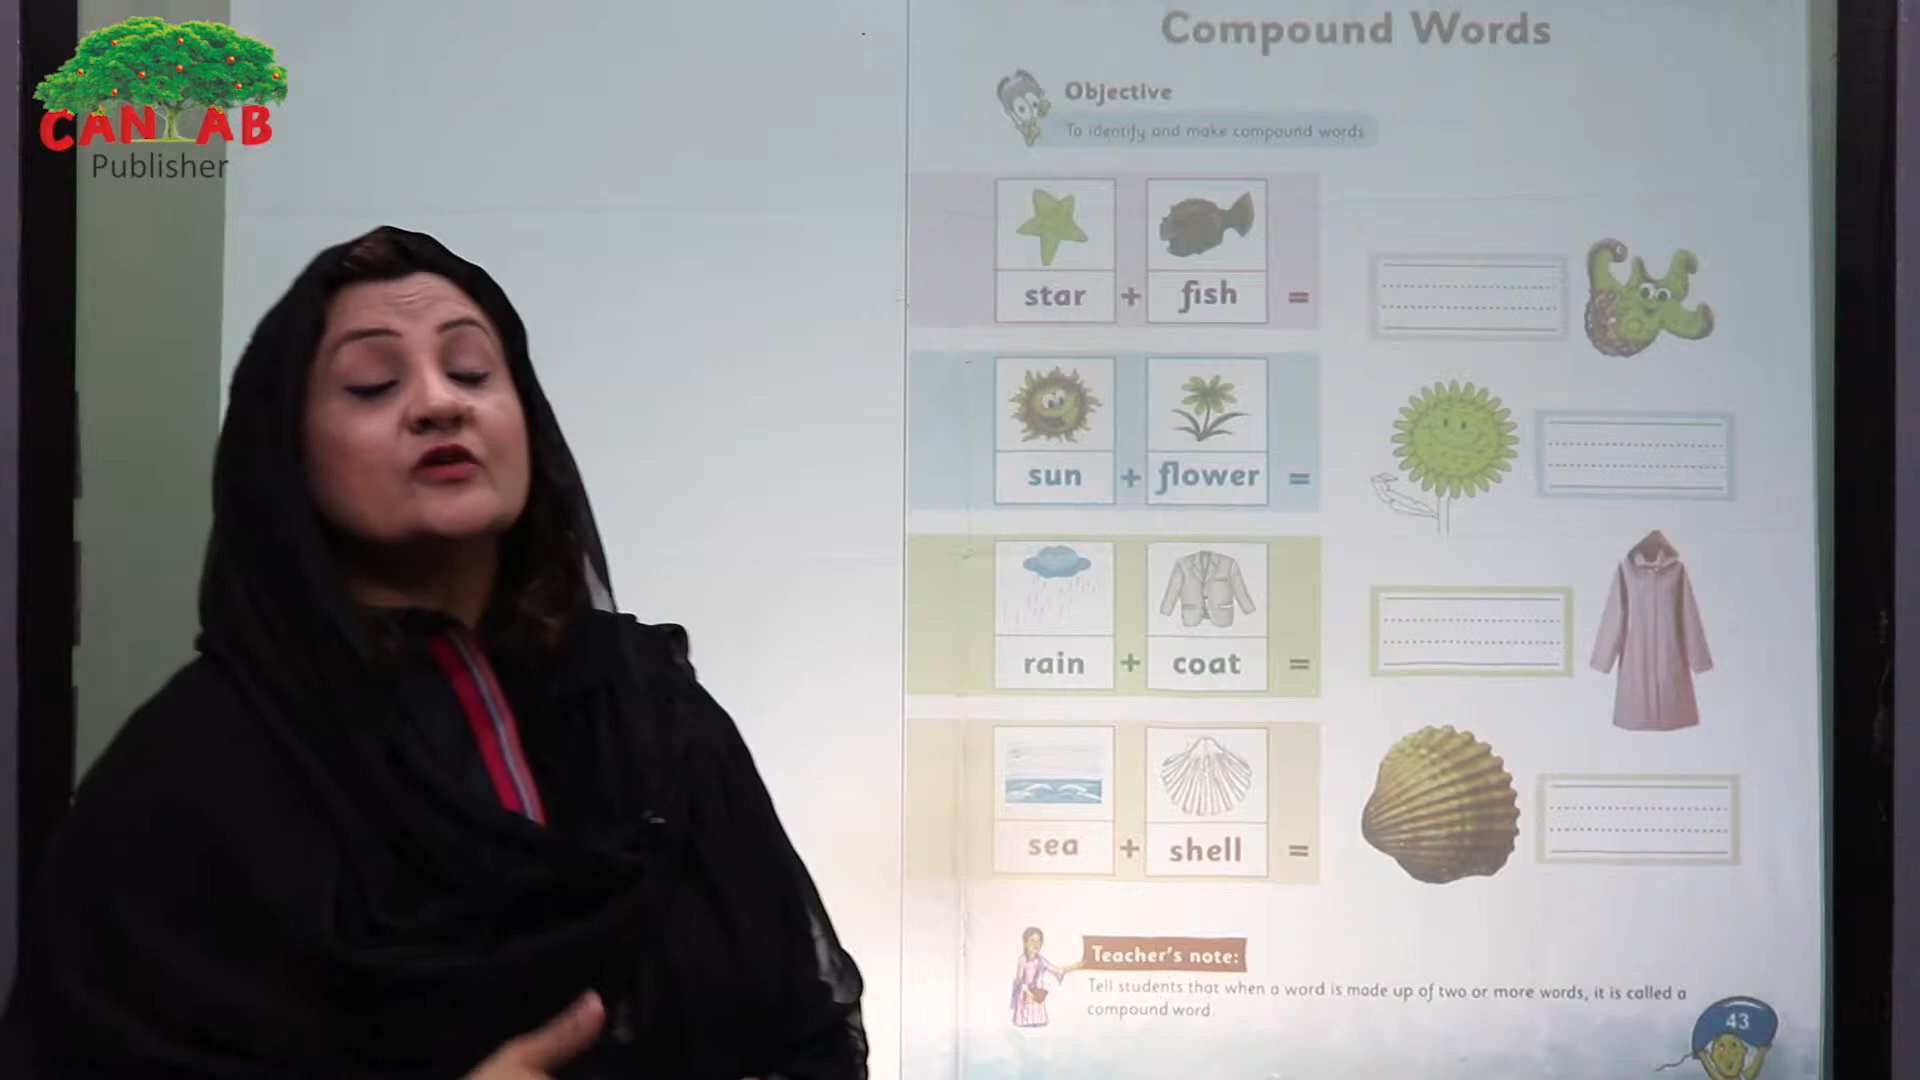 CANTAB
Publisher
Compound Words
Objective
To identify and make compound words
star + fish =
sun + flower =
rain + coat =
sea + shell =
Teacher's note:
Tell students that when a word is made up of two or more words, it is called a
compound word.
43